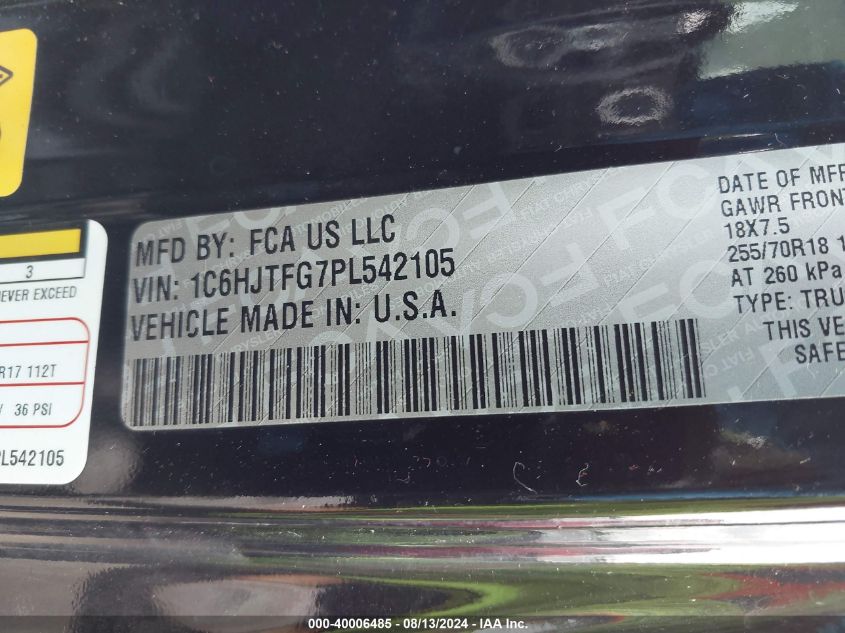 3
NEVER EXCEED
R17 112T
/ 36 PSI
PL542105
MFD BY: FCA US LLC
VIN: 1C6HJTFG7PL542105
VEHICLE MADE IN: U.S.A.
DATE OF MFR
GAWR FRONT
18X7.5
255/70R18 1
AT 260 kPa
TYPE: TRU
THIS VE
SAFE
000-40006485 - 08/13/2024 - IAA Inc.